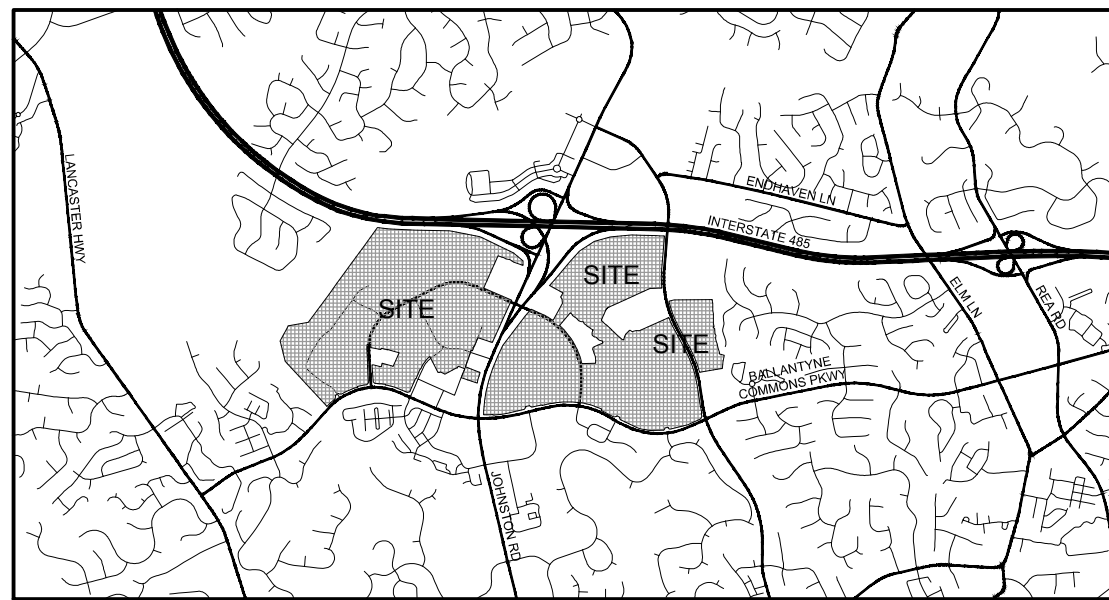 LANCASTER HWY
ENDHAVEN LN
INTERSTATE 485
SITE
SITE
SITE
ELM LN
REA RD
BALLANTYNE
COMMONS PKWY
JOHNSTON RD